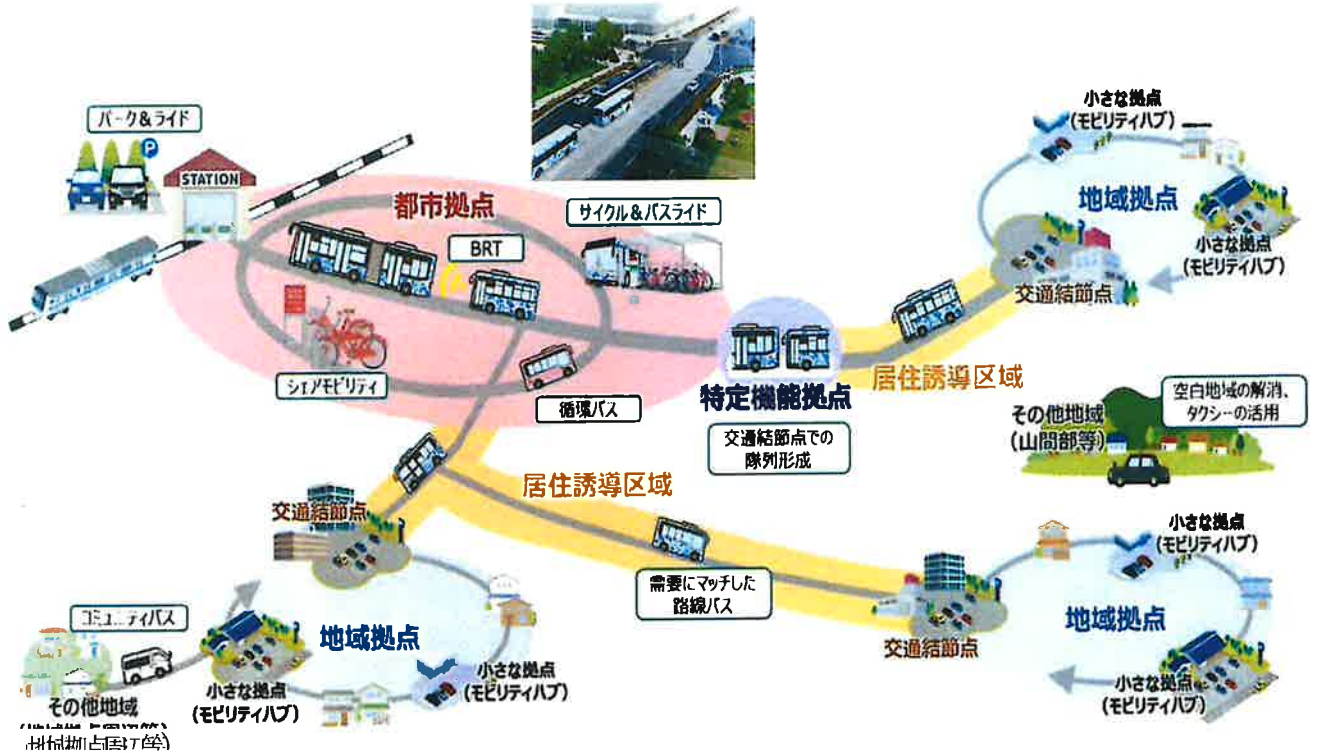 パーク&ライド
STATION
都市拠点
BRT
サイクル&バスライド
シェアモビリティ
循環バス
特定機能拠点
交通結節点での
隊列形成
居住誘導区域
小さな拠点
(モビリティハブ)
地域拠点
小さな拠点
(モビリティハブ)
交通結節点
その他地域
(山間部等)
空白地域の解消、
タクシーの活用
居住誘導区域
交通結節点
需要にマッチした
路線バス
コミュニティバス
地域拠点
小さな拠点
(モビリティハブ)
小さな拠点
(モビリティハブ)
その他地域
(地域拠点周辺等)
小さな拠点
(モビリティハブ)
地域拠点
交通結節点
小さな拠点
(モビリティハブ)
P